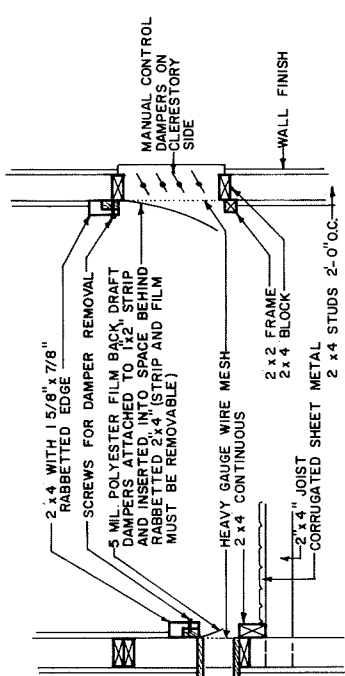 2 x 4 WITH 1 5/8" x 7/8"
RABBETTED EDGE
SCREWS FOR DAMPER REMOVAL
5 MIL. POLYESTER FILM BACK DRAFT
DAMPERS ATTACHED TO 1"x2" STRIP
AND INSERTED INTO SPACE BEHIND
RABBETTED 2"x4" (STRIP AND FILM
MUST BE REMOVABLE)
HEAVY GAUGE WIRE MESH
2 x 4 CONTINUOUS
2 x 2 FRAME
2 x 4 BLOCK
2" x 4" JOIST
CORRUGATED SHEET METAL
2 x 4 STUDS 2'-0" O.C.
MANUAL CONTROL
DAMPERS ON
CLERESTORY
SIDE
WALL FINISH